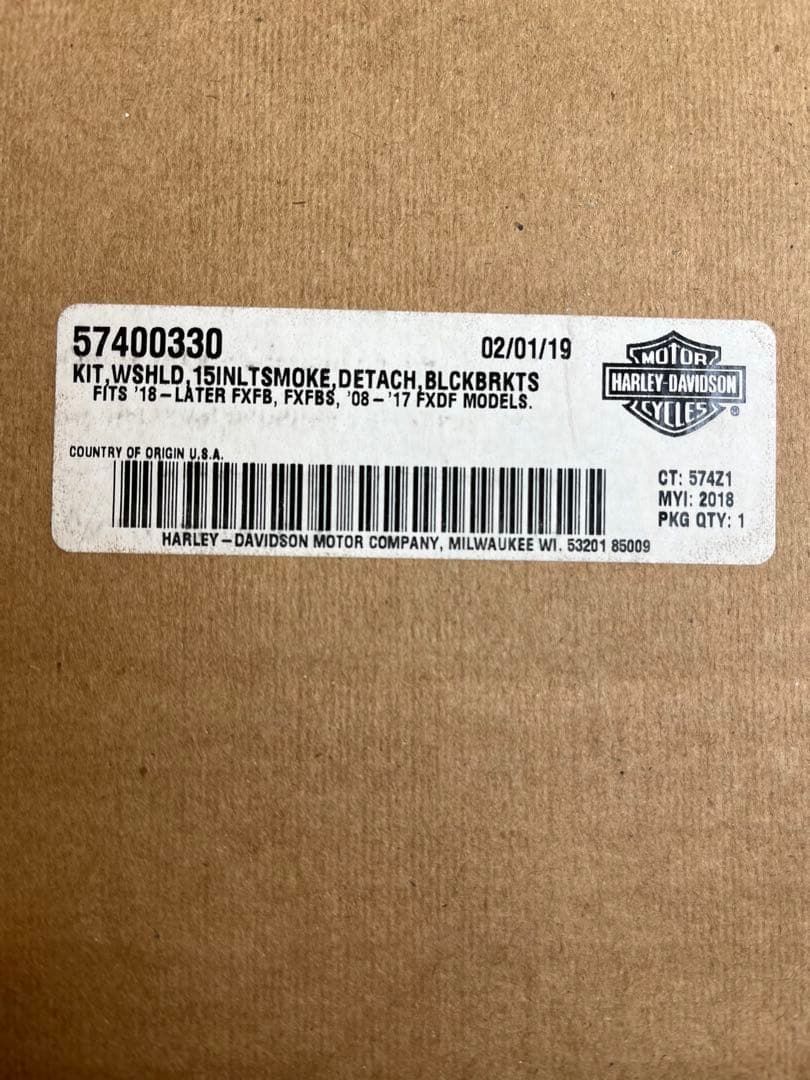 57400330
02/01/19
KIT,WSHLD,15INLTSMOKE,DETACH,BLCKBRKTS
FITS '18-LATER FXFB, FXFBS, '08-'17 FXDF MODELS.
MOTOR
HARLEY-DAVIDSON
CYCLES
®
COUNTRY OF ORIGIN U.S.A.
CT: 574Z1
MYI: 2018
PKG QTY: 1
HARLEY-DAVIDSON MOTOR COMPANY, MILWAUKEE WI. 53201 85009